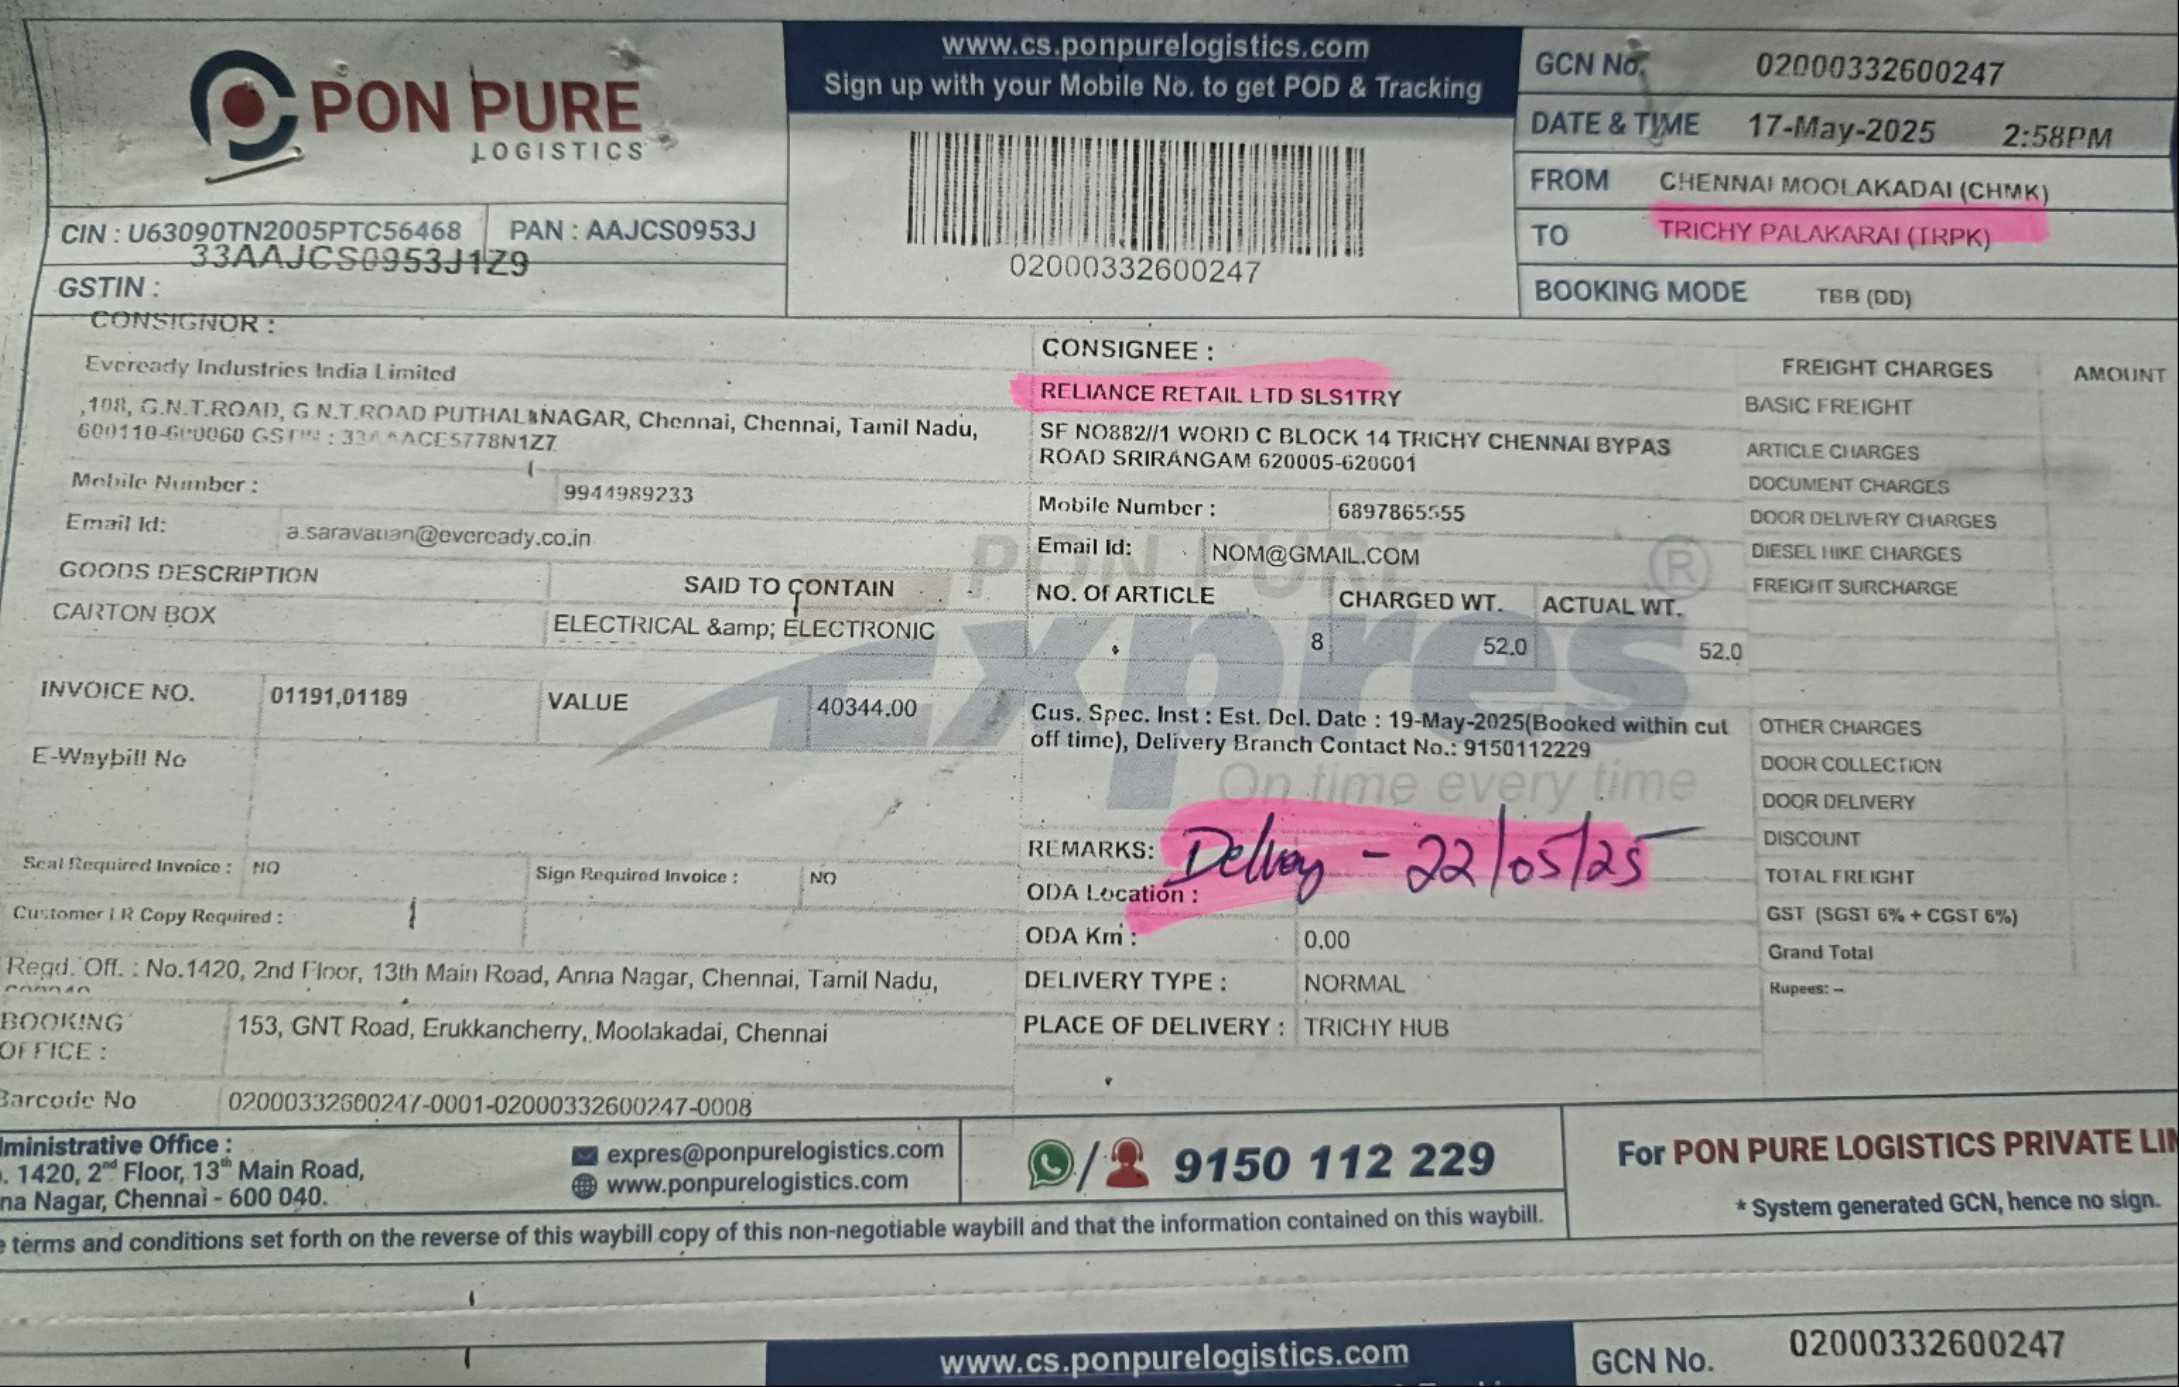 PON PURE
LOGISTICS
www.cs.ponpurelogistics.com
Sign up with your Mobile No. to get POD & Tracking
02000332600247
GCN No. 02000332600247
DATE & TIME 17-May-2025 2:58PM
FROM CHENNAI MOOLAKADAI (CHMK)
TO TRICHY PALAKARAI (TRPK)
BOOKING MODE TBB (DD)
CIN : U63090TN2005PTC56468 PAN : AAJCS0953J
33AAJCS0953J1Z9
GSTIN :
CONSIGNOR :
Eveready Industries India Limited
,108, G.N.T.ROAD, G N.T.ROAD PUTHALI NAGAR, Chennai, Chennai, Tamil Nadu,
600110-600060 GSTIN : ACE5778N1Z7
Mobile Number : 9944989233
Email Id: a.saravanan@eveready.co.in
GOODS DESCRIPTION SAID TO CONTAIN
CARTON BOX ELECTRICAL &amp; ELECTRONIC
INVOICE NO. 01191,01189 VALUE 40344.00
E-Waybill No
Seal Required Invoice : NO Sign Required Invoice : NO
Customer LR Copy Required :
Regd. Off. : No.1420, 2nd Floor, 13th Main Road, Anna Nagar, Chennai, Tamil Nadu,
BOOKING OFFICE : 153, GNT Road, Erukkancherry, Moolakadai, Chennai
Barcode No 02000332600247-0001-02000332600247-0008
CONSIGNEE :
RELIANCE RETAIL LTD SLS1TRY
SF NO882//1 WORD C BLOCK 14 TRICHY CHENNAI BYPAS
ROAD SRIRANGAM 620005-620001
Mobile Number : 6897865555
Email Id: NOM@GMAIL.COM
NO. Of ARTICLE CHARGED WT. ACTUAL WT.
8 52.0 52.0
PON PURE
Expres ®
On time every time
Cus. Spec. Inst : Est. Del. Date : 19-May-2025(Booked within cut
off time), Delivery Branch Contact No.: 9150112229
REMARKS: Delvey - 22/05/25
ODA Location :
ODA Km : 0.00
DELIVERY TYPE : NORMAL
PLACE OF DELIVERY : TRICHY HUB
FREIGHT CHARGES AMOUNT
BASIC FREIGHT
ARTICLE CHARGES
DOCUMENT CHARGES
DOOR DELIVERY CHARGES
DIESEL HIKE CHARGES
FREIGHT SURCHARGE
OTHER CHARGES
DOOR COLLECTION
DOOR DELIVERY
DISCOUNT
TOTAL FREIGHT
GST (SGST 6% + CGST 6%)
Grand Total
Rupees: --
ministrative Office :
. 1420, 2nd Floor, 13th Main Road,
na Nagar, Chennai - 600 040.
expres@ponpurelogistics.com
www.ponpurelogistics.com
/ 9150 112 229
For PON PURE LOGISTICS PRIVATE LIM
* System generated GCN, hence no sign.
e terms and conditions set forth on the reverse of this waybill copy of this non-negotiable waybill and that the information contained on this waybill.
www.cs.ponpurelogistics.com
GCN No. 02000332600247